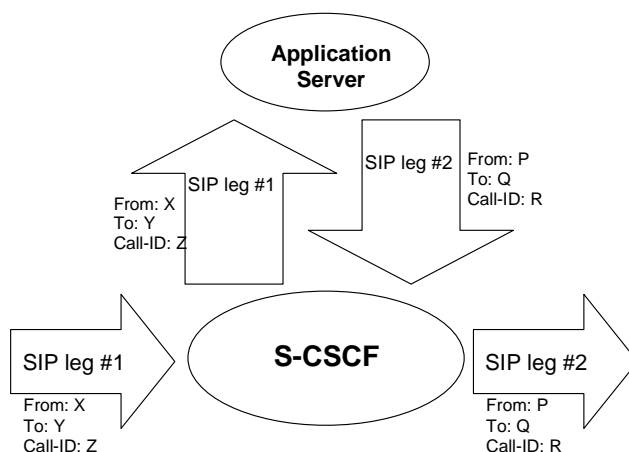 Application
Server
SIP leg #1
From: X
To: Y
Call-ID: Z
SIP leg #2
From: P
To: Q
Call-ID: R
SIP leg #1
From: X
To: Y
Call-ID: Z
S-CSCF
SIP leg #2
From: P
To: Q
Call-ID: R